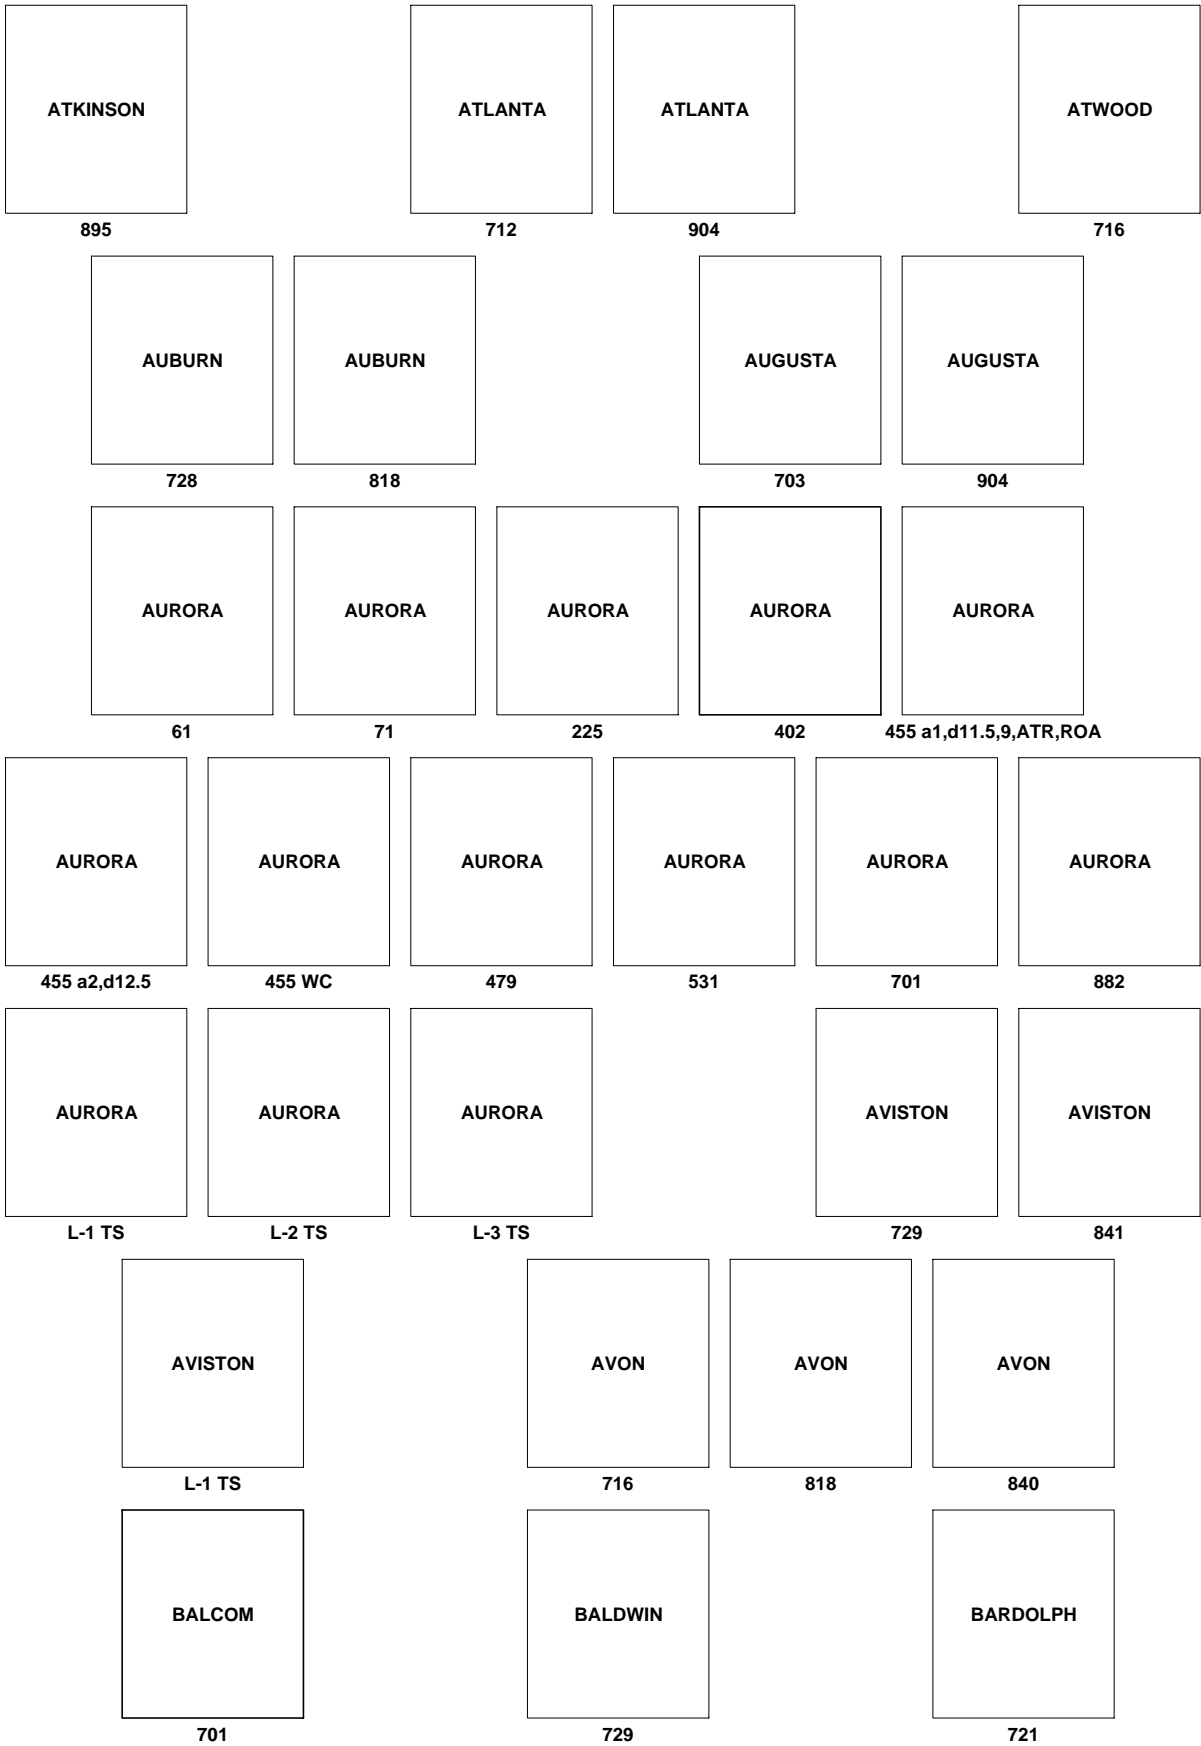 ATKINSON ATLANTA ATLANTA ATWOOD
895 712 904 716
AUBURN AUBURN AUGUSTA AUGUSTA
728 818 703 904
AURORA AURORA AURORA AURORA AURORA
61 71 225 402 455 a1,d11.5,9,ATR,ROA
AURORA AURORA AURORA AURORA AURORA AURORA
455 a2,d12.5 455 WC 479 531 701 882
AURORA AURORA AURORA AVISTON AVISTON
L-1 TS L-2 TS L-3 TS 729 841
AVISTON AVON AVON AVON
L-1 TS 716 818 840
BALCOM BALDWIN BARDOLPH
701 729 721